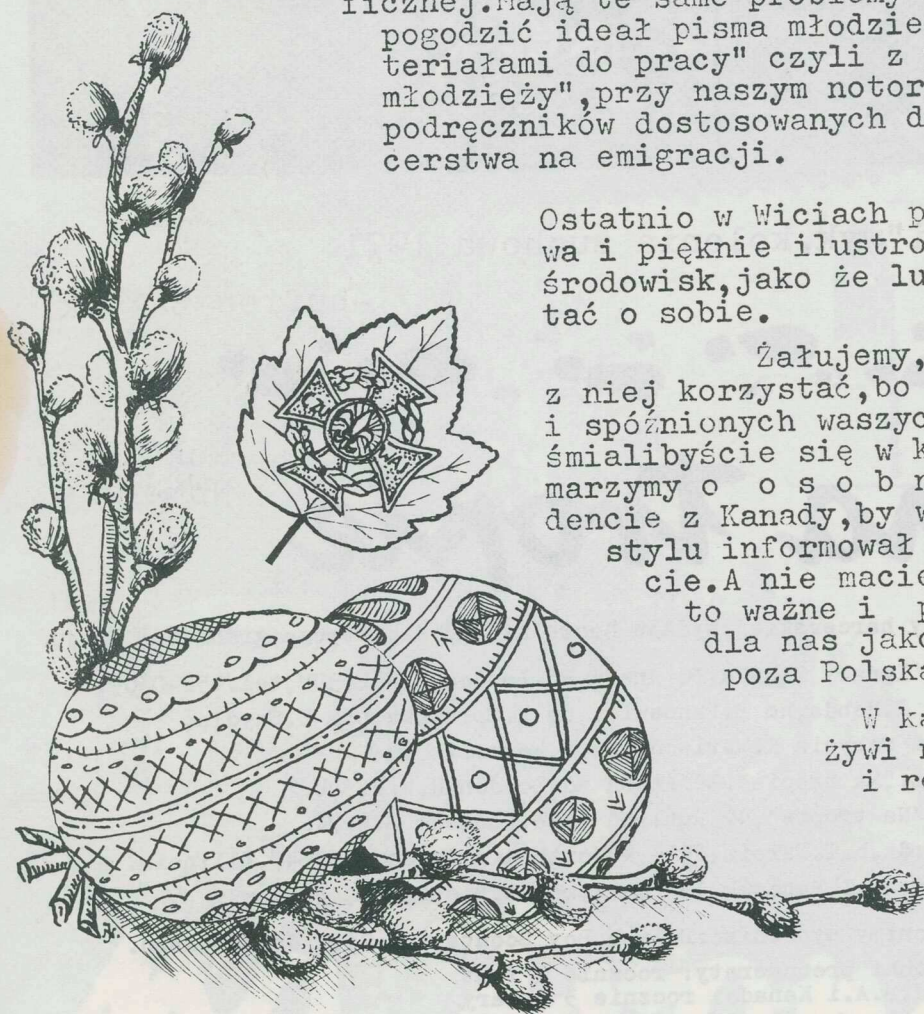 ficznej.Mają te same problemy
pogodzić ideał pisma młodzie
teriałami do pracy" czyli z
młodzieży",przy naszym notor
podręczników dostosowanych d
cerstwa na emigracji.
Ostatnio w Wiciach p
wa i pięknie ilustro
środowisk,jako że lu
tać o sobie.
Żałujemy,
z niej korzystać,bo
i spóźnionych waszyc
śmialibyście się w k
marzymy o o s o b n
dencie z Kanady,by w
stylu informował
cie.A nie macie
to ważne i p
dla nas jako
poza Polską
W ka
żywi n
i ro